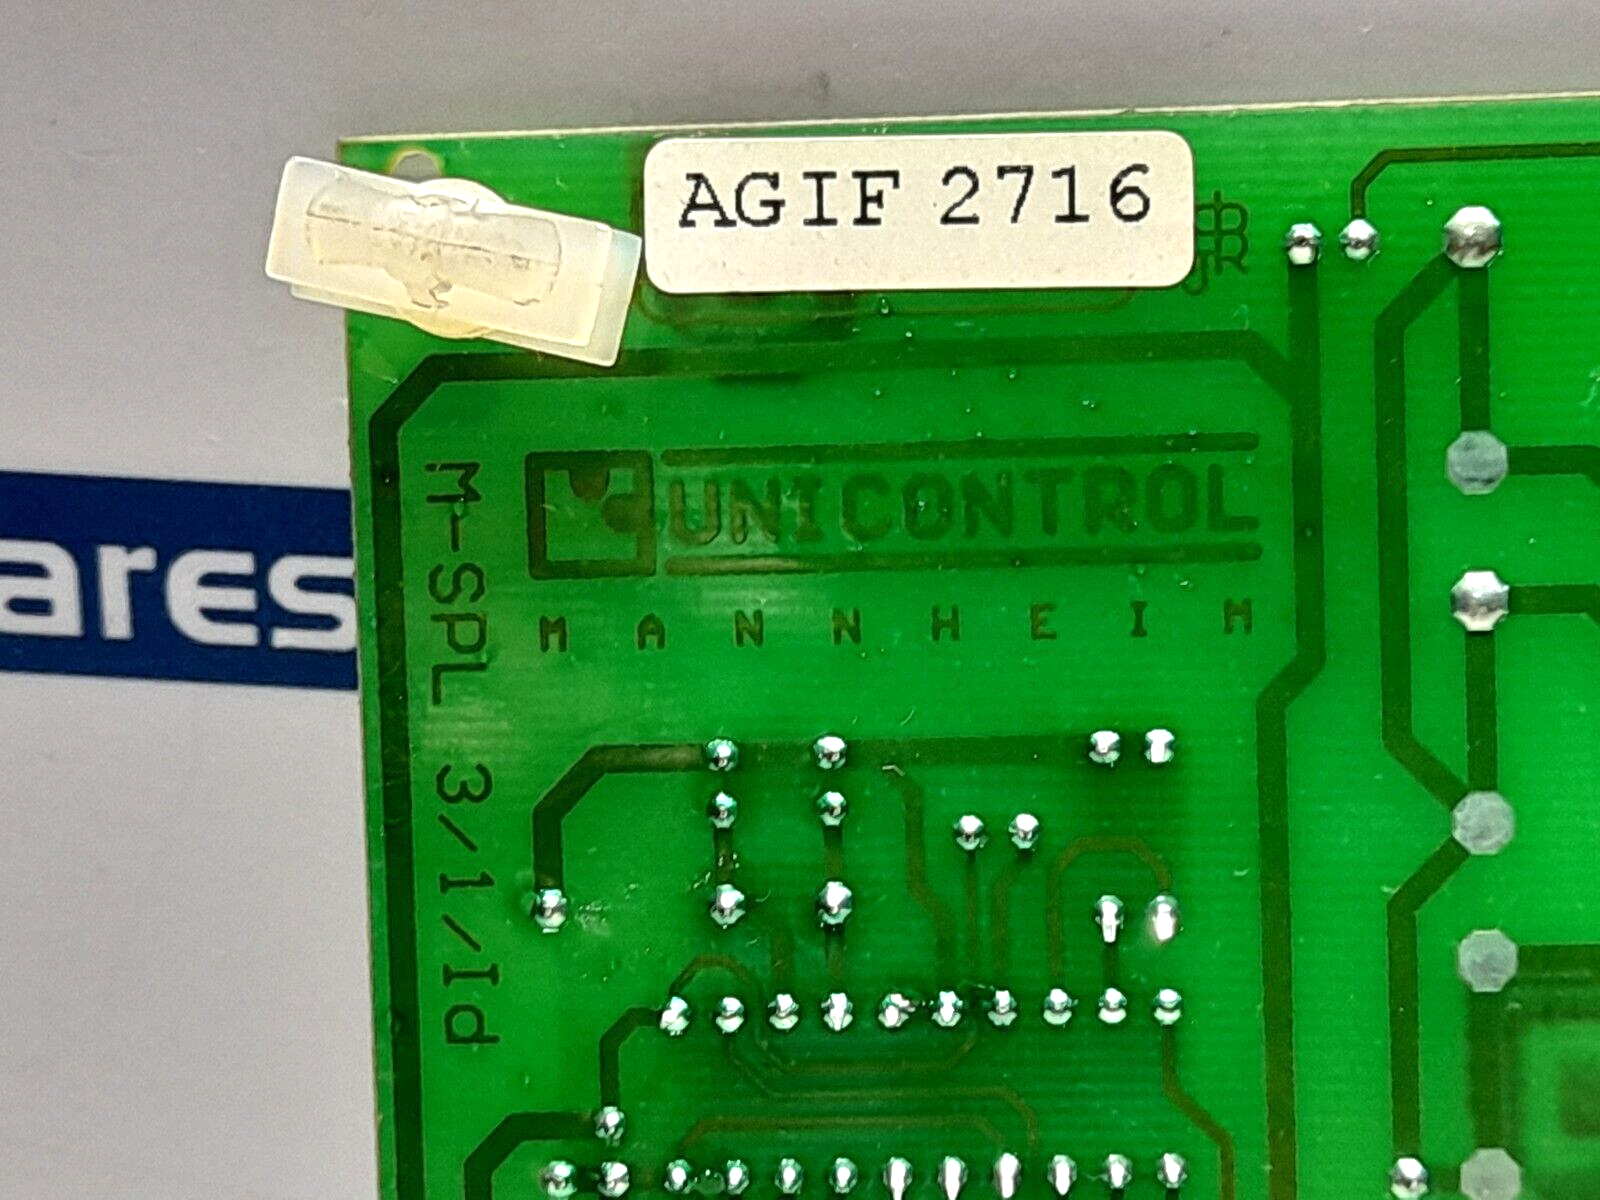 AGIF 2716
UNICONTROL
MANNHEIM
M-SPL 3/1/Id
ares